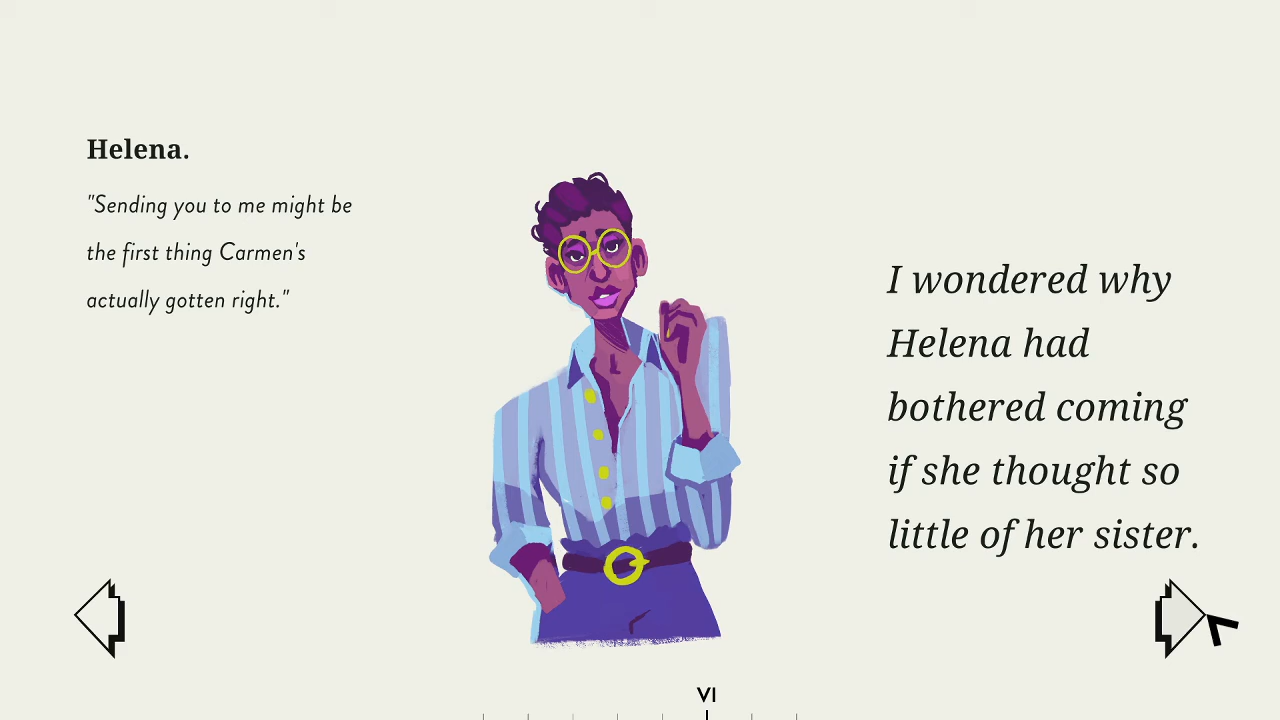 Helena.
"Sending you to me might be
the first thing Carmen's
actually gotten right."
I wondered why
Helena had
bothered coming
if she thought so
little of her sister.
VI